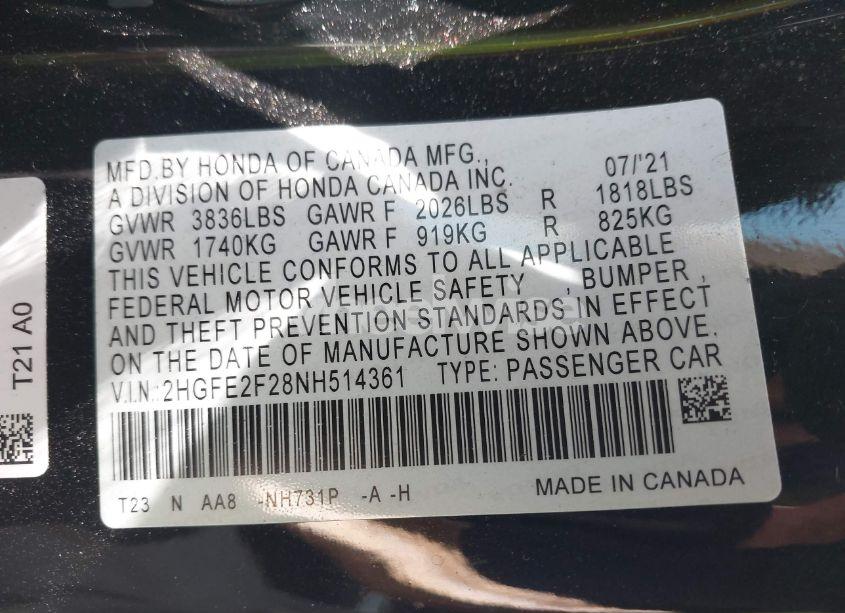 MFD.BY HONDA OF CANADA MFG., 07/'21
A DIVISION OF HONDA CANADA INC.
GVWR 3836LBS GAWR F 2026LBS R 1818LBS
GVWR 1740KG GAWR F 919KG R 825KG
THIS VEHICLE CONFORMS TO ALL APPLICABLE
FEDERAL MOTOR VEHICLE SAFETY , BUMPER ,
AND THEFT PREVENTION STANDARDS IN EFFECT
ON THE DATE OF MANUFACTURE SHOWN ABOVE.
V.I.N.:2HGFE2F28NH514361 TYPE: PASSENGER CAR
T23 N AA8 -NH731P -A -H MADE IN CANADA
T21 A0